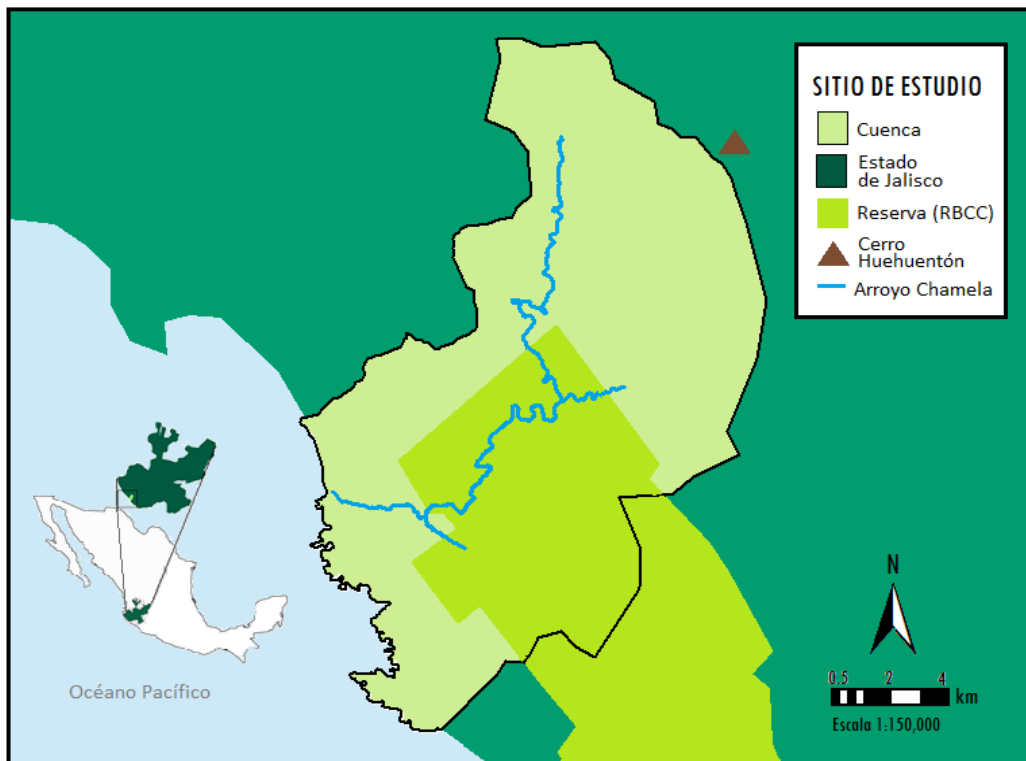 SITIO DE ESTUDIO
Cuenca
Estado
de Jalisco
Reserva (RBCC)
Cerro
Huehuentón
Arroyo Chamela
Océano Pacífico
N
0.5 2 4
km
Escala 1:150,000